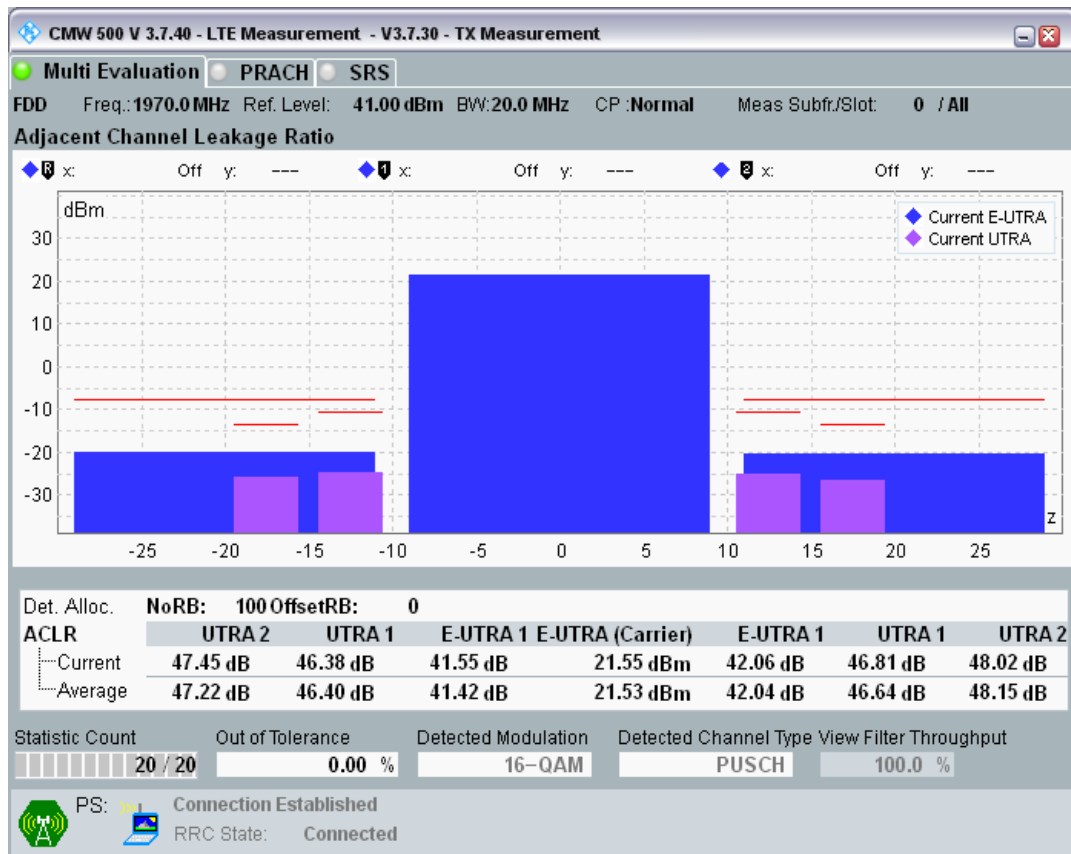 CMW 500 V 3.7.40 - LTE Measurement - V3.7.30 - TX Measurement
Multi Evaluation PRACH SRS
FDD Freq.:1970.0 MHz Ref. Level: 41.00 dBm BW:20.0 MHz CP :Normal Meas Subfr./Slot: 0 / All
Adjacent Channel Leakage Ratio
R x: Off y: --- 1 x: Off y: --- 2 x: Off y: ---
dBm
Current E-UTRA
Current UTRA
30
20
10
0
-10
-20
-30
z
-25 -20 -15 -10 -5 0 5 10 15 20 25
Det. Alloc. NoRB: 100 OffsetRB: 0
ACLR UTRA 2 UTRA 1 E-UTRA 1 E-UTRA (Carrier) E-UTRA 1 UTRA 1 UTRA 2
Current 47.45 dB 46.38 dB 41.55 dB 21.55 dBm 42.06 dB 46.81 dB 48.02 dB
Average 47.22 dB 46.40 dB 41.42 dB 21.53 dBm 42.04 dB 46.64 dB 48.15 dB
Statistic Count Out of Tolerance Detected Modulation Detected Channel Type View Filter Throughput
20 / 20 0.00 % 16-QAM PUSCH 100.0 %
PS: Connection Established
RRC State: Connected